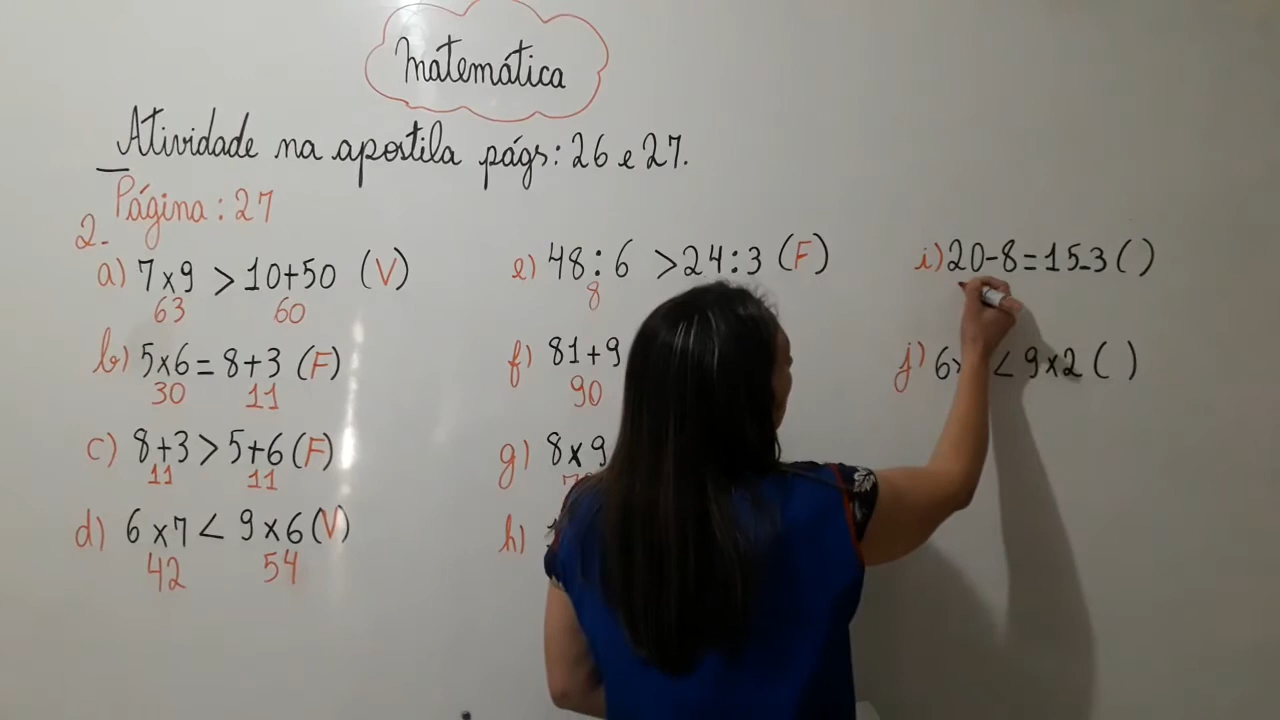 Matemática
Atividade na apostila págs: 26 e 27.
Página: 27
2-
a) 7x9 > 10+50 (V)
63 60
b) 5x6 = 8+3 (F)
30 11
c) 8+3 > 5+6 (F)
11 11
d) 6x7 < 9x6 (V)
42 54
e) 48:6 > 24:3 (F)
8
f) 81+9
90
g) 8x9
h)
i) 20-8=15-3 ( )
j) 6x < 9x2 ( )